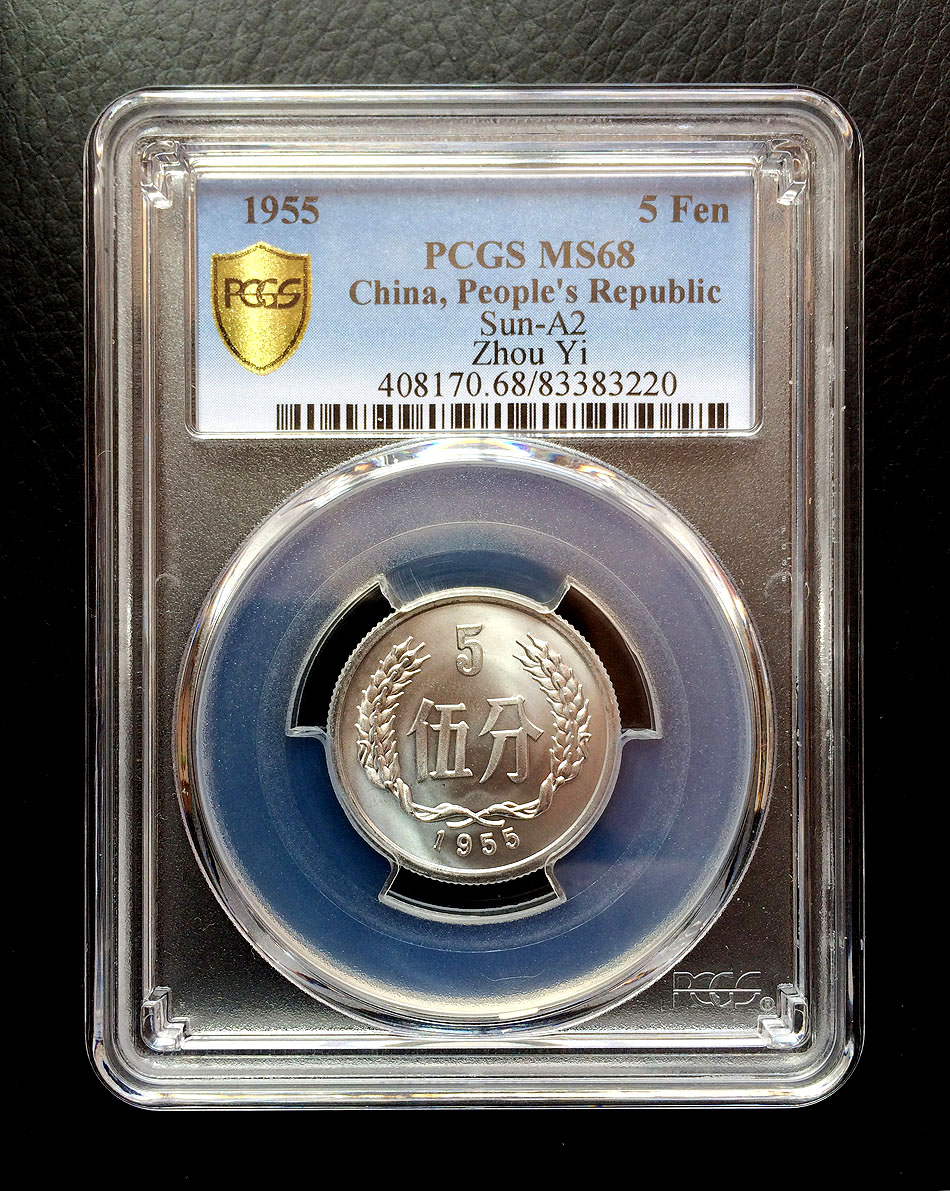 1955 5 Fen
PCGS MS68
PCGS
China, People's Republic
Sun-A2
Zhou Yi
408170.68/83383220
5
伍分
1955
PCGS®